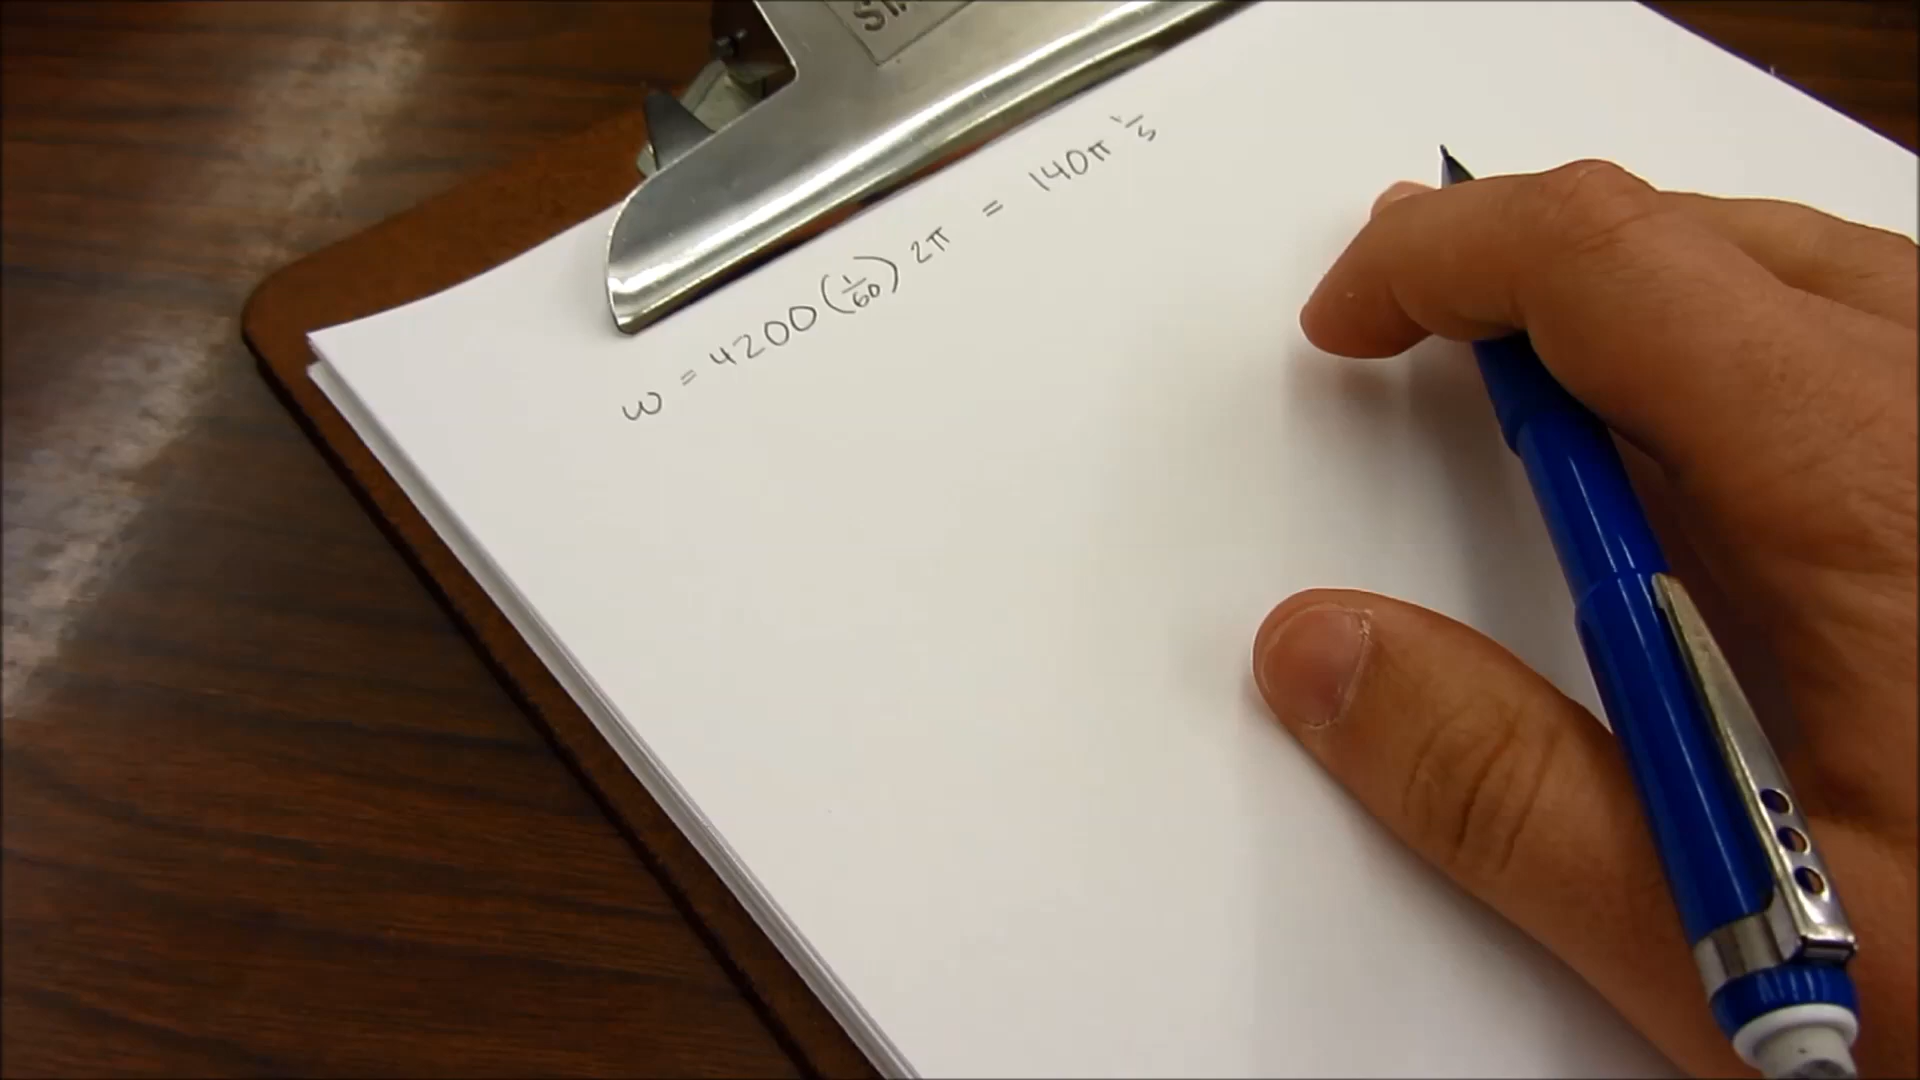 ω = 4200 (1/60) 2π = 140π 1/s